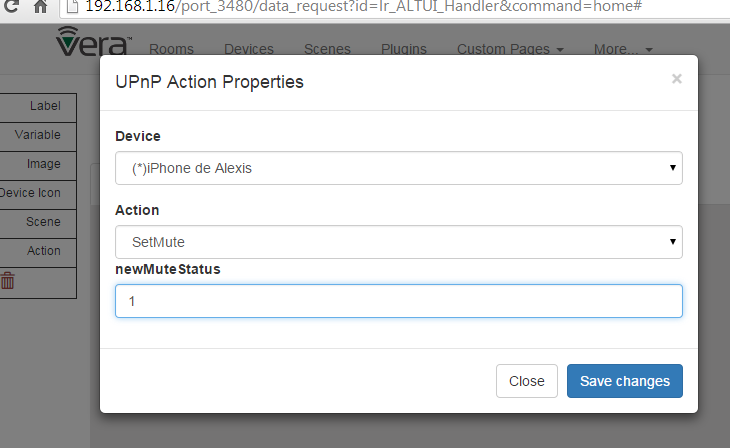 192.168.1.16/port_3480/data_request?id=lr_ALTUI_Handler&command=home#
vera™ Rooms Devices Scenes Plugins Custom Pages More...
UPnP Action Properties ×
Label
Variable
Image
Device Icon
Scene
Action
Device
(*)iPhone de Alexis
Action
SetMute
newMuteStatus
1
Close Save changes